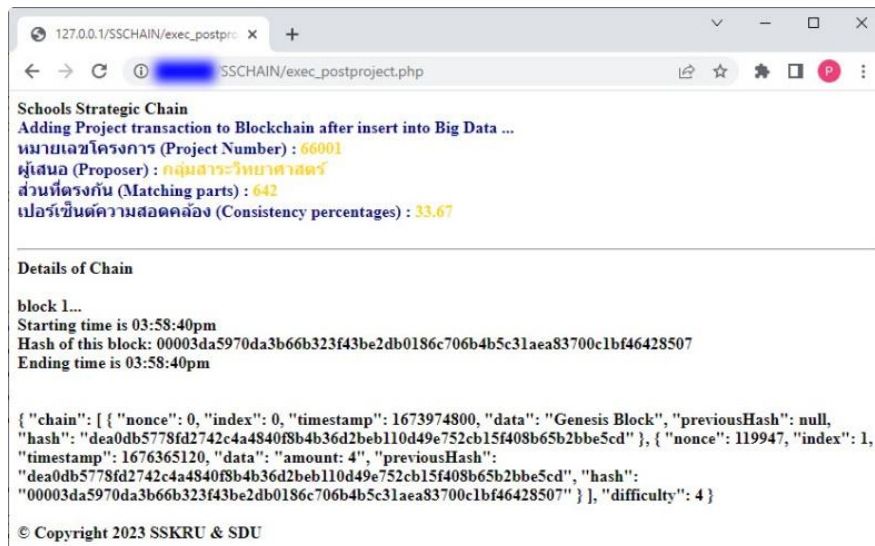 127.0.0.1/SSCHAIN/exec_postpro
/SSCHAIN/exec_postproject.php
P
Schools Strategic Chain
Adding Project transaction to Blockchain after insert into Big Data ...
หมายเลขโครงการ (Project Number) : 66001
ผู้เสนอ (Proposer) : กลุ่มสาระวิทยาศาสตร์
ส่วนที่ตรงกัน (Matching parts) : 642
เปอร์เซ็นต์ความสอดคล้อง (Consistency percentages) : 33.67
Details of Chain
block 1...
Starting time is 03:58:40pm
Hash of this block: 00003da5970da3b66b323f43be2db0186c706b4b5c31aea83700c1bf46428507
Ending time is 03:58:40pm
{ "chain": [ { "nonce": 0, "index": 0, "timestamp": 1673974800, "data": "Genesis Block", "previousHash": null,
"hash": "dea0db5778fd2742c4a4840f8b4b36d2beb110d49e752cb15f408b65b2bbe5cd" }, { "nonce": 119947, "index": 1,
"timestamp": 1676365120, "data": "amount: 4", "previousHash":
"dea0db5778fd2742c4a4840f8b4b36d2beb110d49e752cb15f408b65b2bbe5cd", "hash":
"00003da5970da3b66b323f43be2db0186c706b4b5c31aea83700c1bf46428507" } ], "difficulty": 4 }
© Copyright 2023 SSKRU & SDU